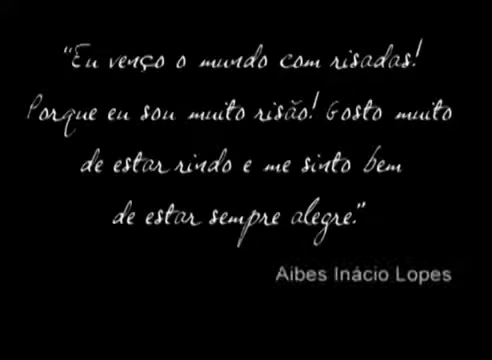 "Eu venço o mundo com risadas!
Porque eu sou muito risão! Gosto muito
de estar rindo e me sinto bem
de estar sempre alegre."
Aibes Inácio Lopes